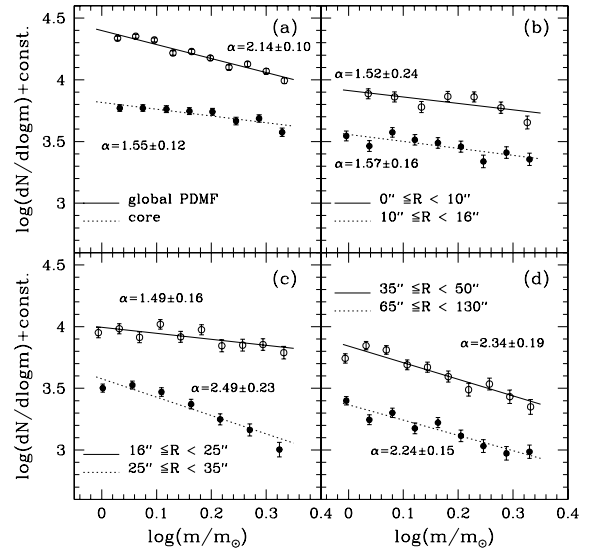 (a)
α=2.14±0.10
α=1.55±0.12
global PDMF
core
(b)
α=1.52±0.24
α=1.57±0.16
0″ ≦R < 10″
10″ ≦R < 16″
4.5
4
3.5
3
log(dN/dlogm)+const.
(c)
α=1.49±0.16
α=2.49±0.23
16″ ≦R < 25″
25″ ≦R < 35″
(d)
35″ ≦R < 50″
65″ ≦R < 130″
α=2.34±0.19
α=2.24±0.15
4.5
4
3.5
3
log(dN/dlogm)+const.
0 0.1 0.2 0.3 0.4
0 0.1 0.2 0.3 0.4
log(m/m⊙)
log(m/m⊙)